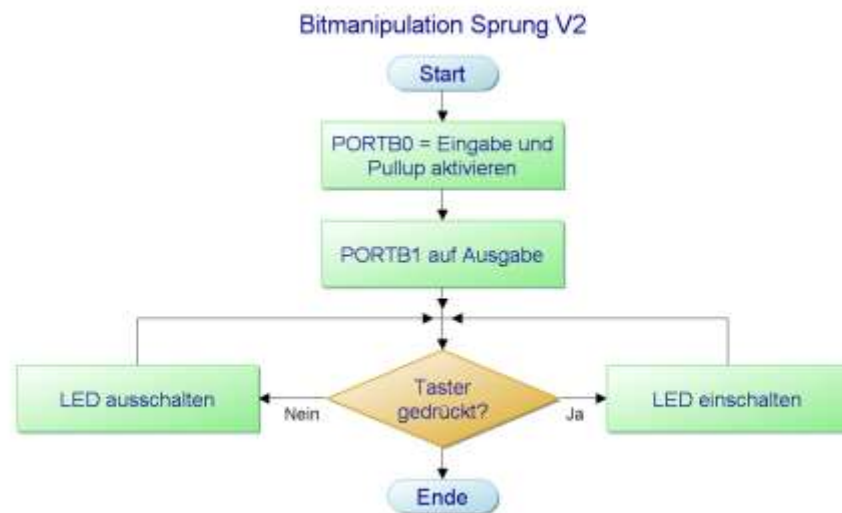 Bitmanipulation Sprung V2
Start
PORTB0 = Eingabe und
Pullup aktivieren
PORTB1 auf Ausgabe
LED ausschalten
Nein
Taster
gedrückt?
Ja
LED einschalten
Ende